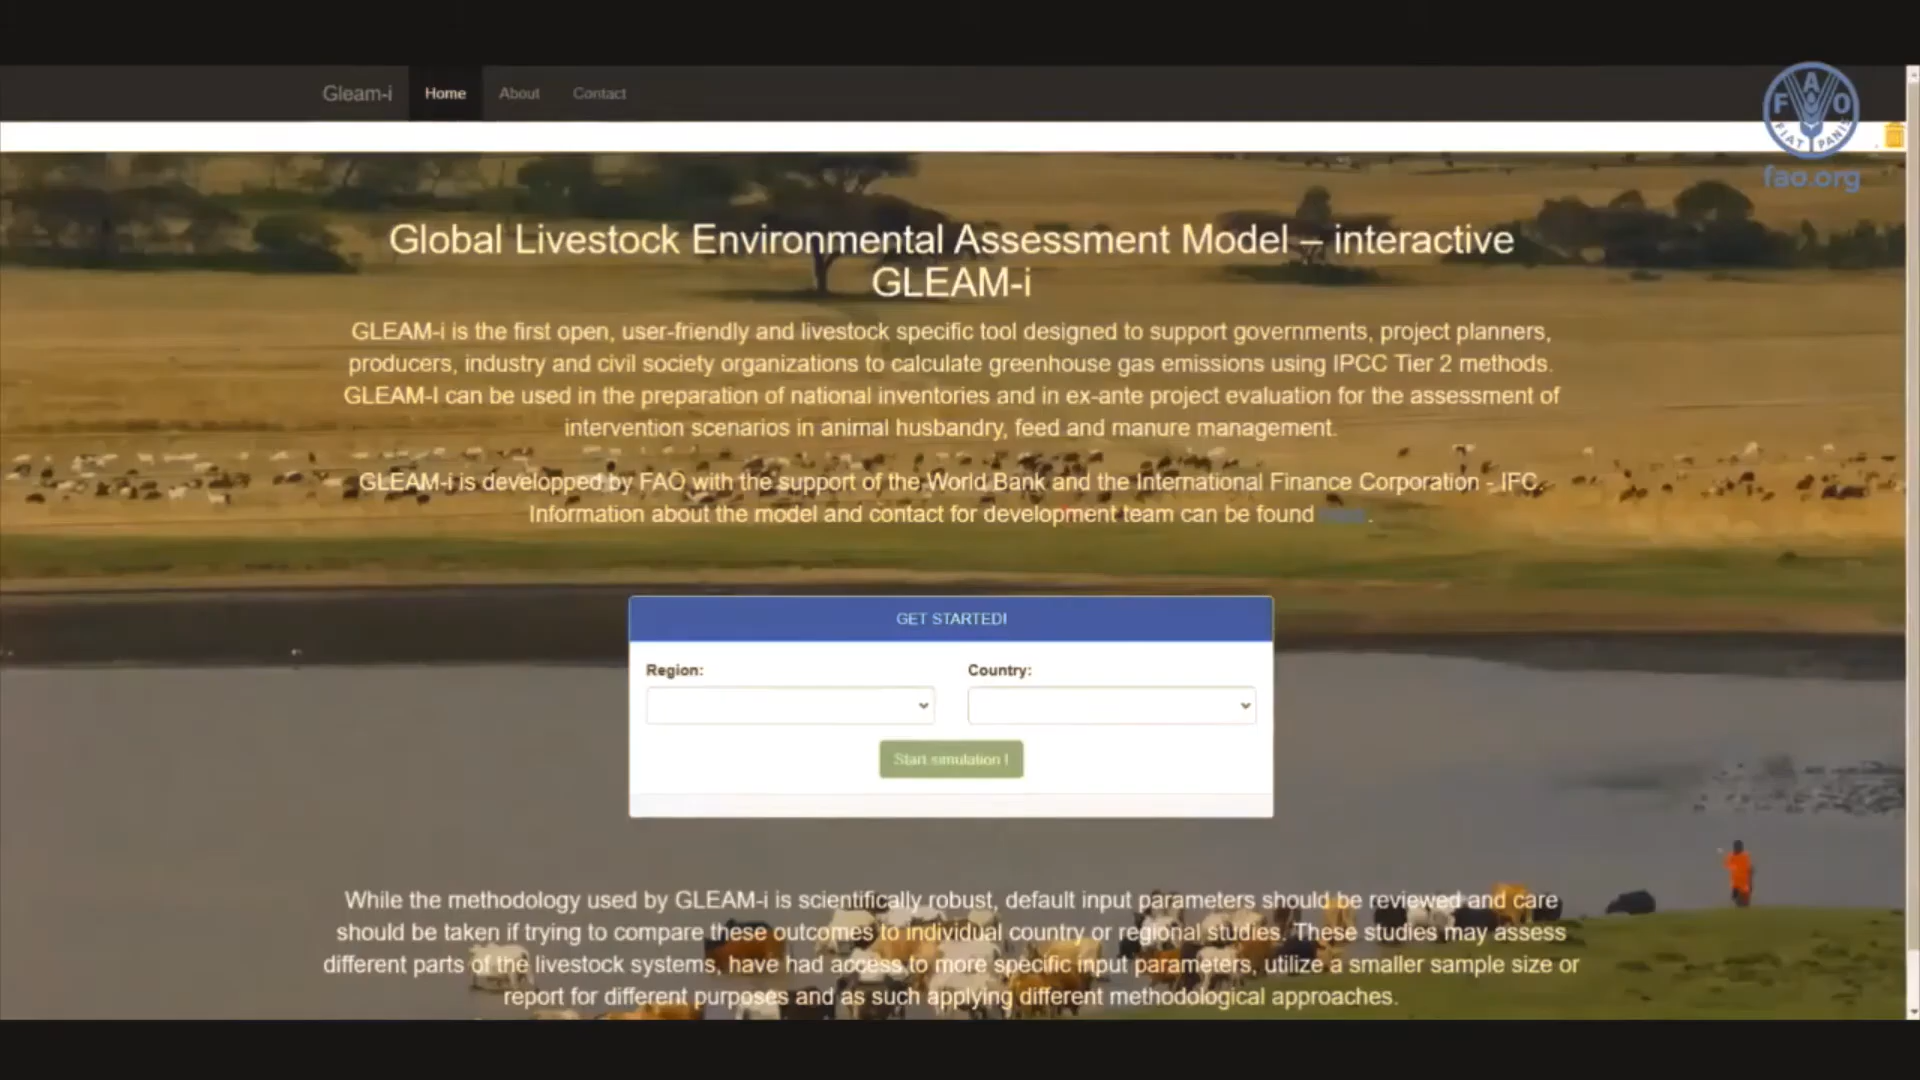 Gleam-i Home About Contact
FAO
FIAT PANIS
fao.org
Global Livestock Environmental Assessment Model – interactive
GLEAM-i
GLEAM-i is the first open, user-friendly and livestock specific tool designed to support governments, project planners,
producers, industry and civil society organizations to calculate greenhouse gas emissions using IPCC Tier 2 methods.
GLEAM-I can be used in the preparation of national inventories and in ex-ante project evaluation for the assessment of
intervention scenarios in animal husbandry, feed and manure management.
GLEAM-i is developped by FAO with the support of the World Bank and the International Finance Corporation - IFC.
Information about the model and contact for development team can be found .
GET STARTED!
Region: Country:
Start simulation !
While the methodology used by GLEAM-i is scientifically robust, default input parameters should be reviewed and care
should be taken if trying to compare these outcomes to individual country or regional studies. These studies may assess
different parts of the livestock systems, have had access to more specific input parameters, utilize a smaller sample size or
report for different purposes and as such applying different methodological approaches.